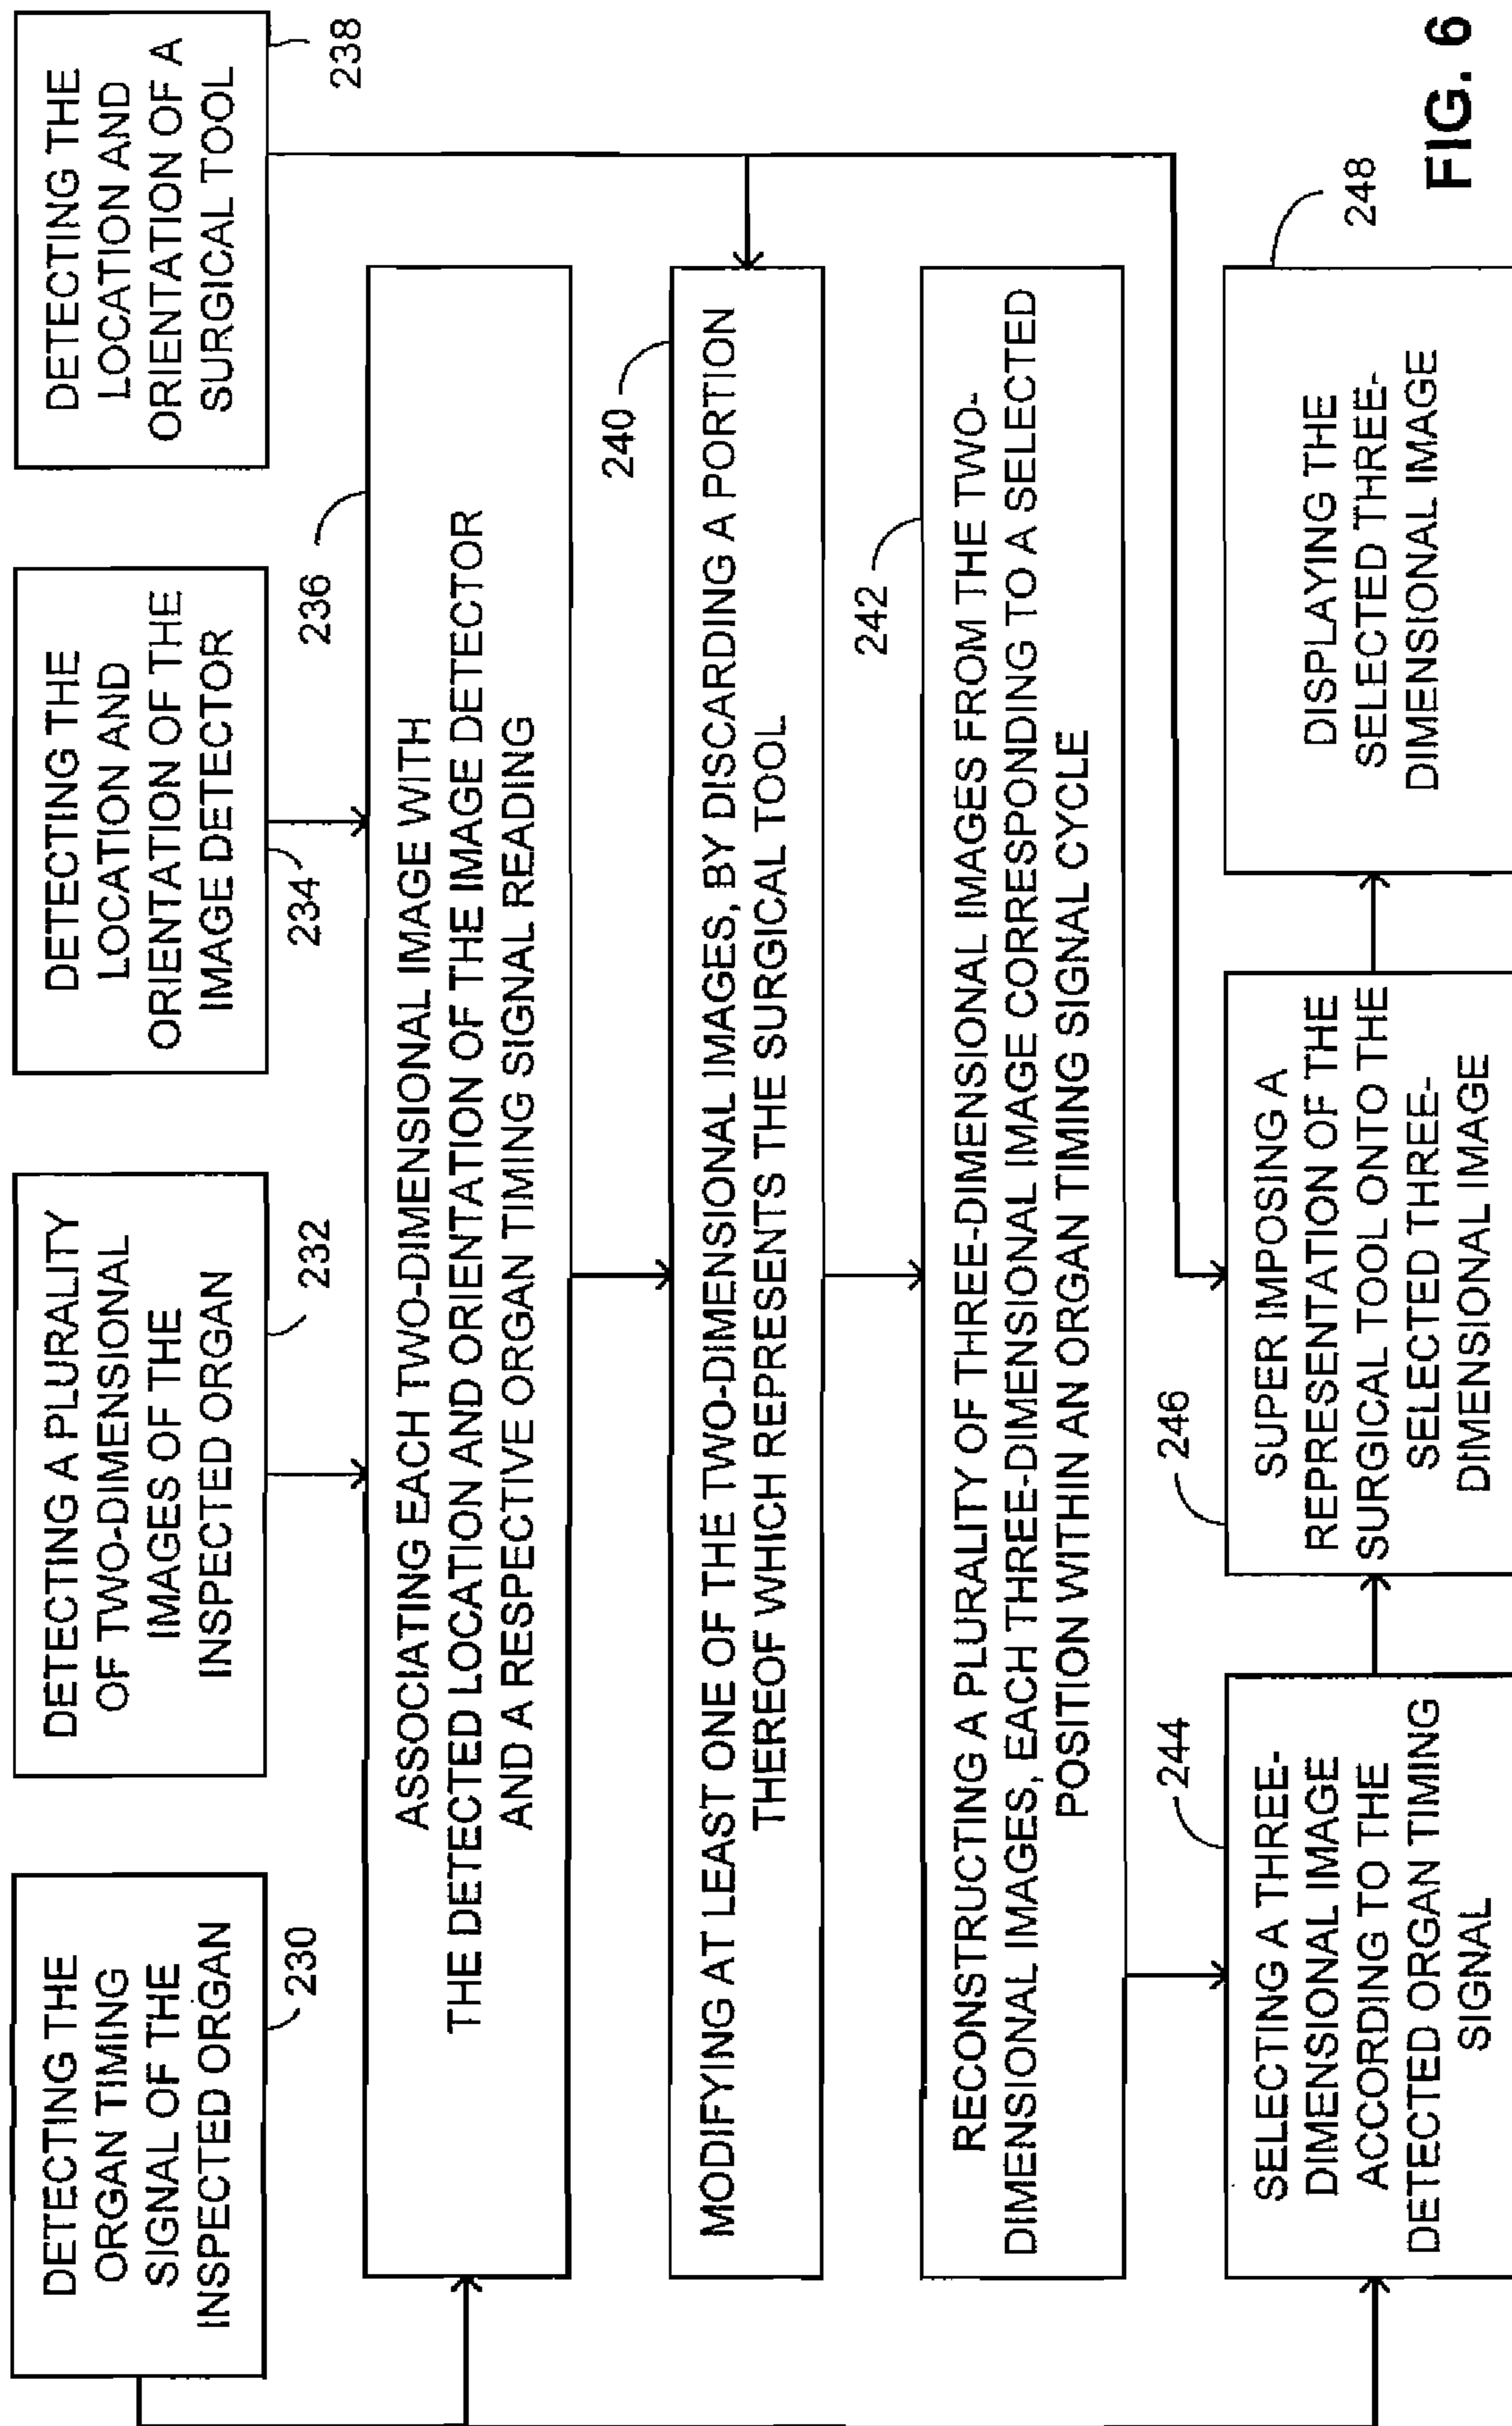 DETECTING THE
ORGAN TIMING
SIGNAL OF THE
INSPECTED ORGAN
230
DETECTING A PLURALITY
OF TWO-DIMENSIONAL
IMAGES OF THE
INSPECTED ORGAN
232
DETECTING THE
LOCATION AND
ORIENTATION OF THE
IMAGE DETECTOR
234
DETECTING THE
LOCATION AND
ORIENTATION OF A
SURGICAL TOOL
238
236
ASSOCIATING EACH TWO-DIMENSIONAL IMAGE WITH
THE DETECTED LOCATION AND ORIENTATION OF THE IMAGE DETECTOR
AND A RESPECTIVE ORGAN TIMING SIGNAL READING
240
MODIFYING AT LEAST ONE OF THE TWO-DIMENSIONAL IMAGES, BY DISCARDING A PORTION
THEREOF WHICH REPRESENTS THE SURGICAL TOOL
242
RECONSTRUCTING A PLURALITY OF THREE-DIMENSIONAL IMAGES FROM THE TWO-
DIMENSIONAL IMAGES, EACH THREE-DIMENSIONAL IMAGE CORRESPONDING TO A SELECTED
POSITION WITHIN AN ORGAN TIMING SIGNAL CYCLE
244
SELECTING A THREE-
DIMENSIONAL IMAGE
ACCORDING TO THE
DETECTED ORGAN TIMING
SIGNAL
246
SUPER IMPOSING A
REPRESENTATION OF THE
SURGICAL TOOL ONTO THE
SELECTED THREE-
DIMENSIONAL IMAGE
248
DISPLAYING THE
SELECTED THREE-
DIMENSIONAL IMAGE
FIG. 6